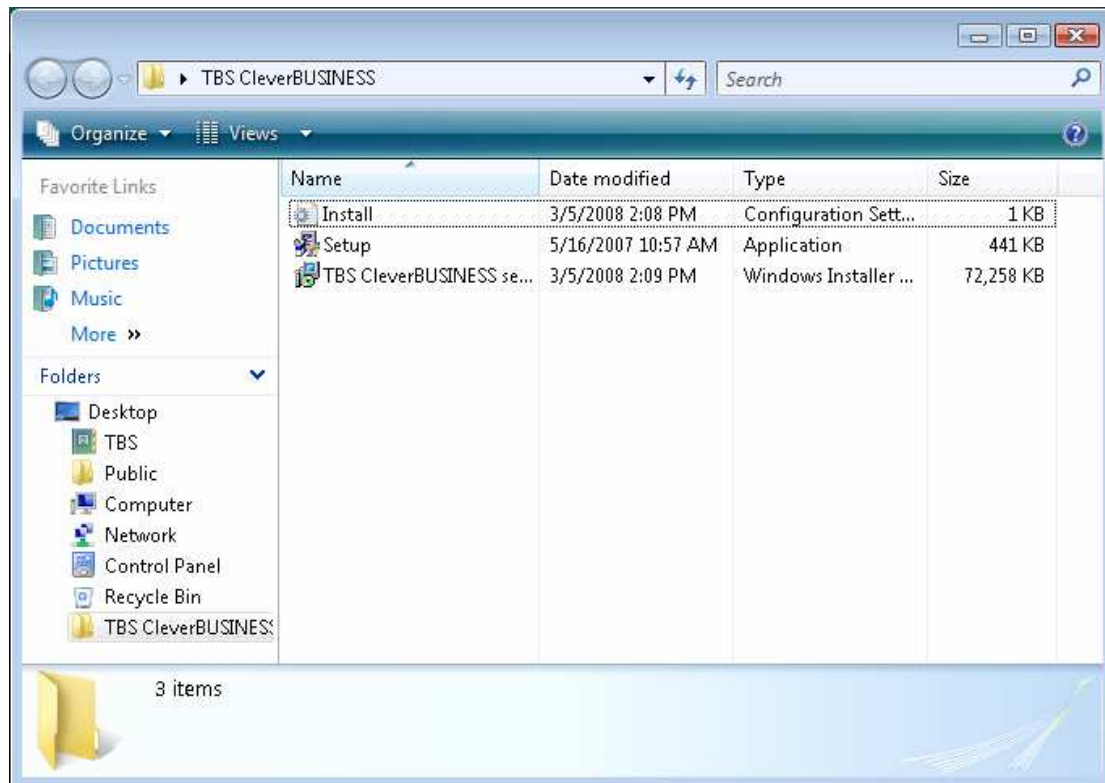 TBS CleverBUSINESS
Search
Organize Views
Favorite Links
Documents
Pictures
Music
More »
Folders
Desktop
TBS
Public
Computer
Network
Control Panel
Recycle Bin
TBS CleverBUSINESS
Name Date modified Type Size
Install 3/5/2008 2:08 PM Configuration Sett... 1 KB
Setup 5/16/2007 10:57 AM Application 441 KB
TBS CleverBUSINESS se... 3/5/2008 2:09 PM Windows Installer ... 72,258 KB
3 items